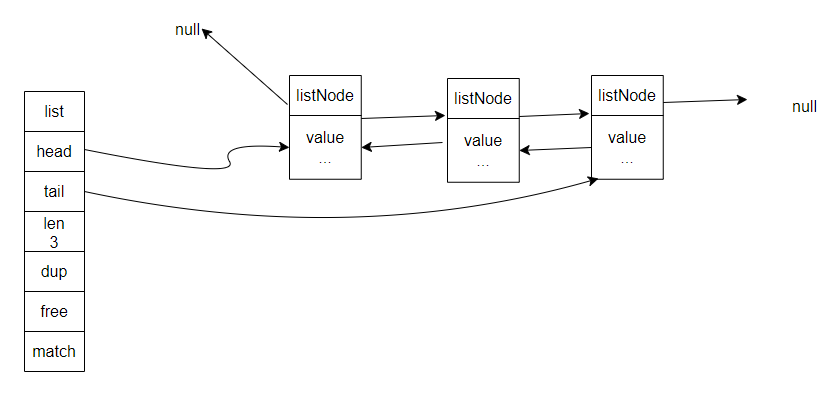 null
list
head
tail
len
3
dup
free
match
listNode
value
...
listNode
value
...
listNode
value
...
null